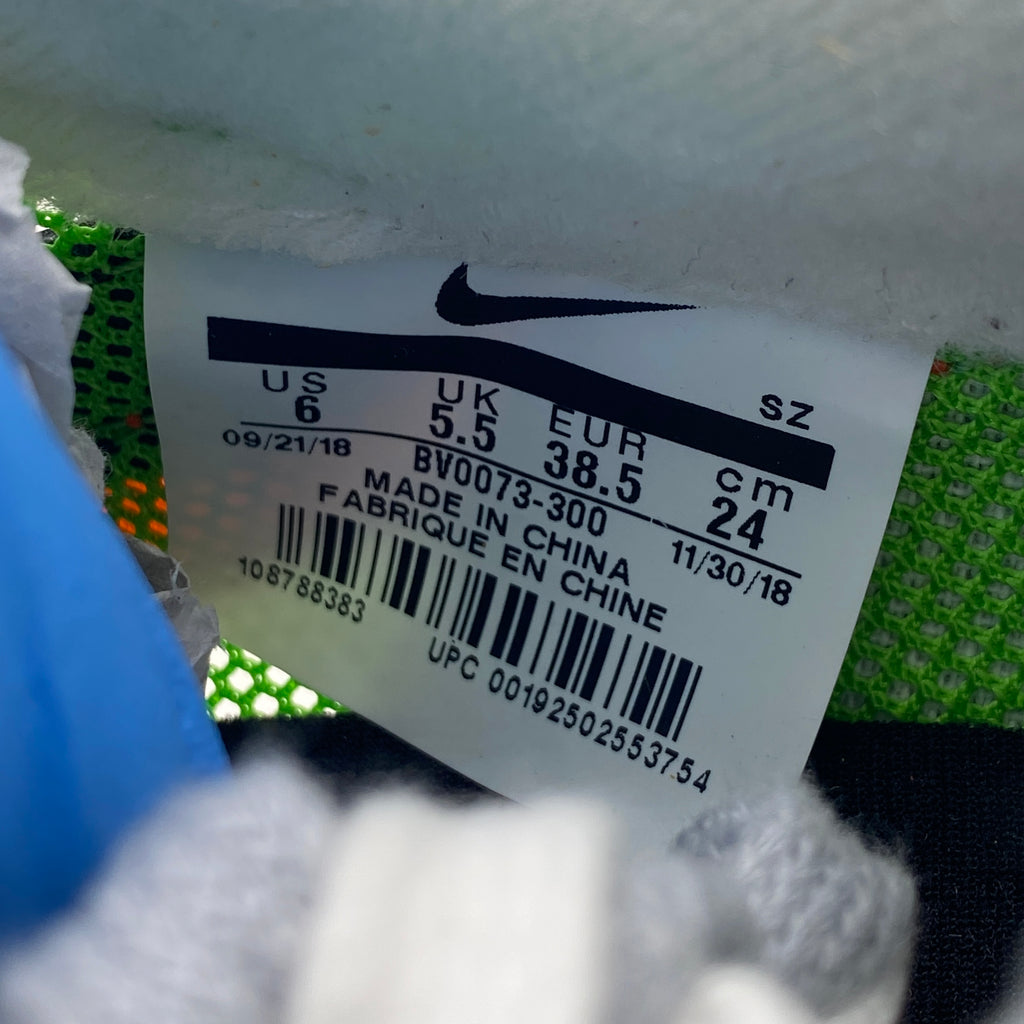 SZ
US UK EUR cm
6 5.5 38.5 24
09/21/18 BV0073-300 11/30/18
MADE IN CHINA
FABRIQUE EN CHINE
108788383
UPC 00192502553754